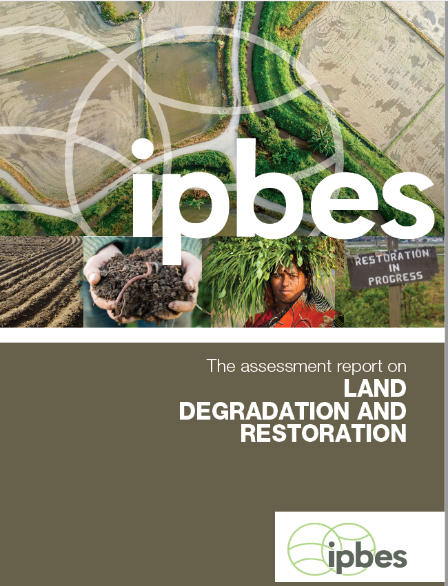 ipbes
RESTORATION
IN
PROGRESS
The assessment report on
LAND
DEGRADATION AND
RESTORATION
ipbes